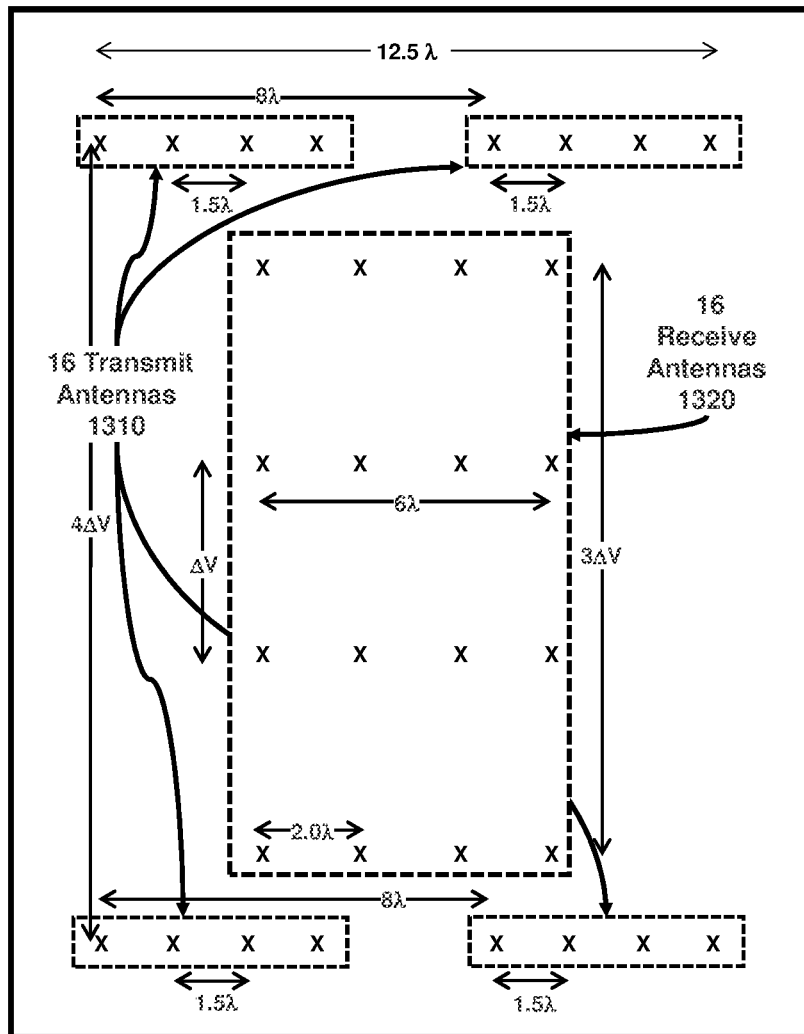 12.5 λ
8λ
X X X X X X X X
1.5λ 1.5λ
X X X X
16 Transmit
Antennas
1310
16
Receive
Antennas
1320
X X X X
6λ
4ΔV
ΔV
3ΔV
X X X X
2.0λ
X X X X
8λ
X X X X X X X X
1.5λ 1.5λ